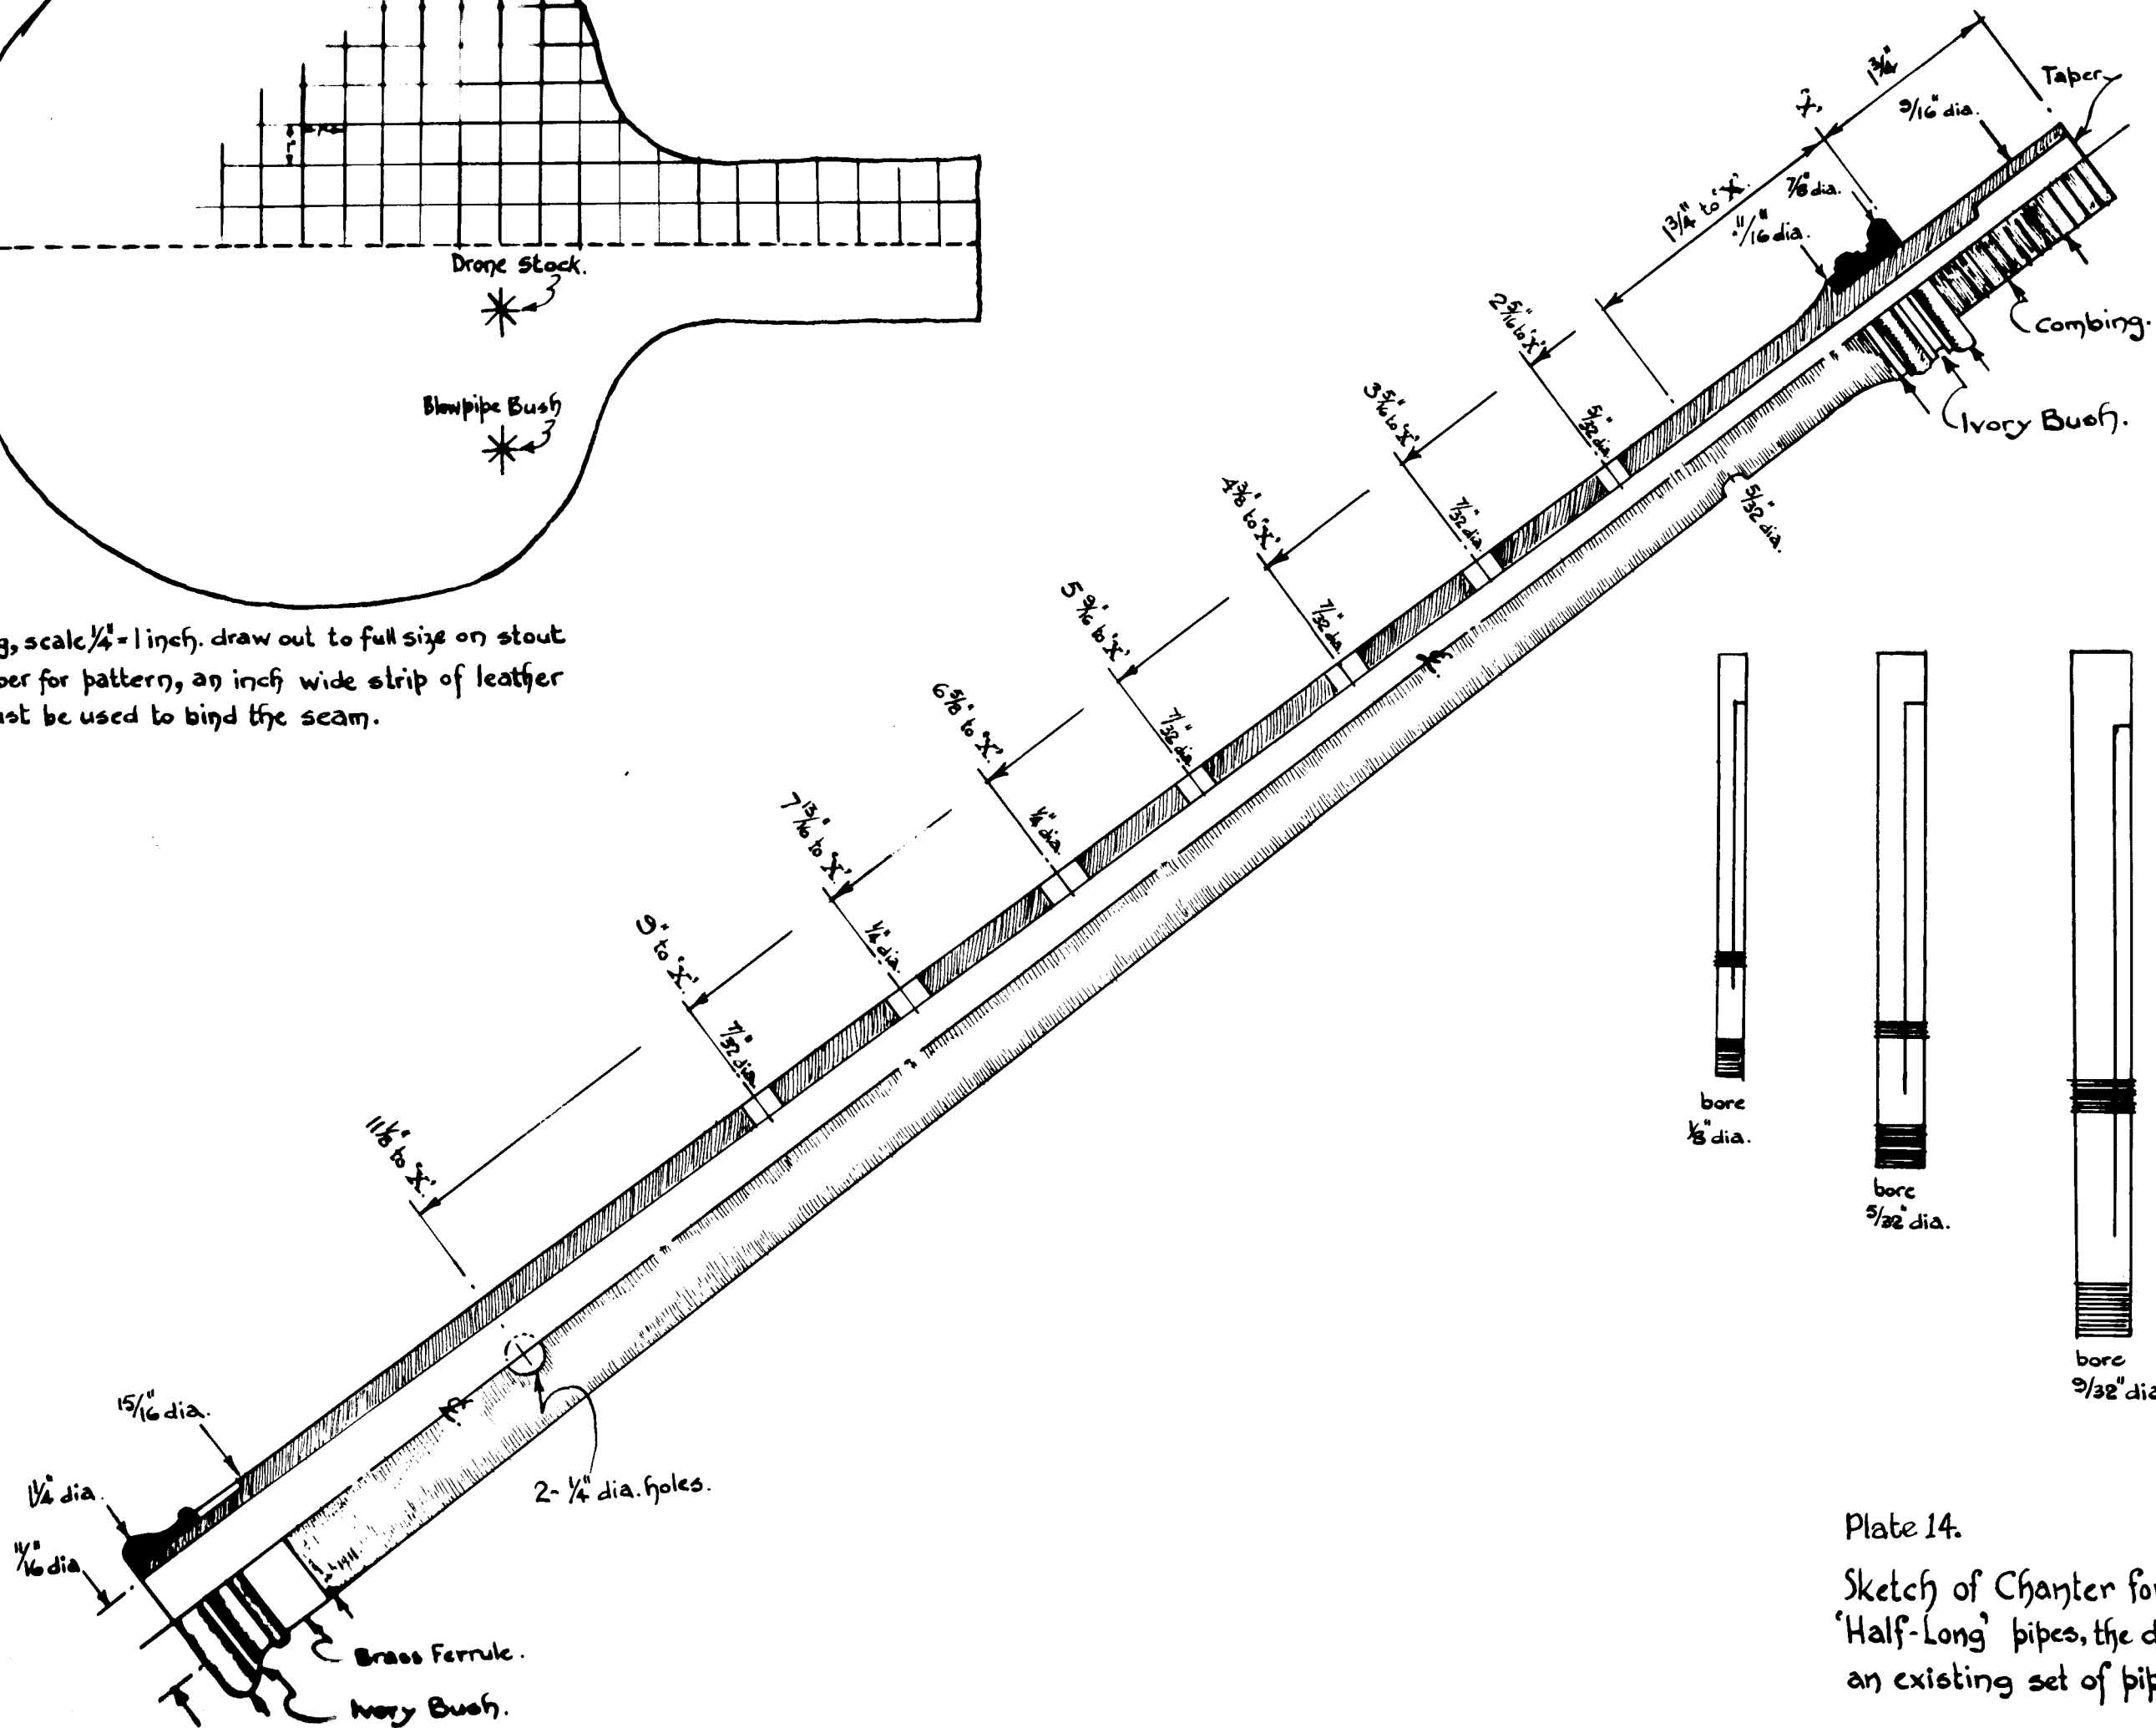 Drone Stock.
Blowpipe Bush
scale 1/4" = 1 inch. draw out to full size on stout
for pattern, an inch wide strip of leather
be used to bind the seam.
1 3/4"
Taper
9/16" dia.
'X'
7/8" dia.
1 3/4" to 'X'.
11/16" dia.
Combing.
Ivory Bush.
2 5/16" to 'X'
5/32 dia.
5/32" dia.
3 5/16" to 'X'
7/32 dia.
4 3/8" to 'X'
7/32 dia.
5 9/16" to 'X'
7/32 dia.
6 5/8" to 'X'
1/4" dia.
7 13/16" to 'X'
1/4" dia.
9" to 'X'.
7/32 dia.
11 1/8" to 'X'.
15/16" dia.
1 1/4" dia.
11/16" dia
2 - 1/4" dia. holes.
Brass Ferrule.
Ivory Bush.
bore
1/8" dia.
bore
5/32" dia.
bore
9/32" dia
Plate 14.
Sketch of Chanter for
'Half-Long' pipes, the
an existing set of